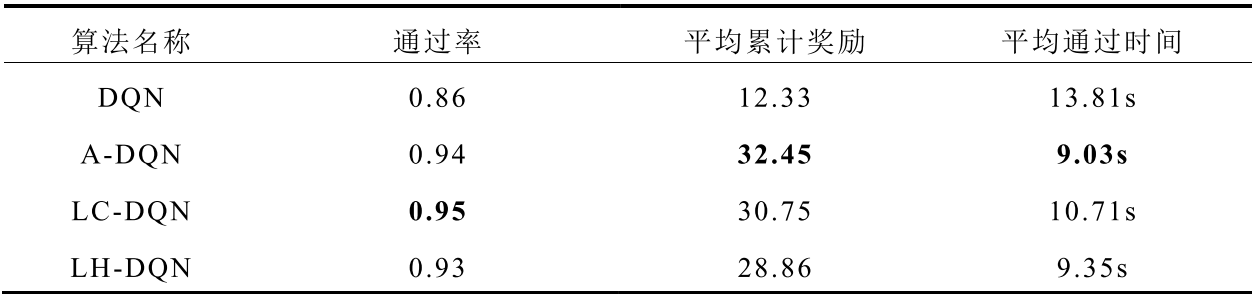 算法名称 通过率 平均累计奖励 平均通过时间
DQN 0.86 12.33 13.81s
A-DQN 0.94 32.45 9.03s
LC-DQN 0.95 30.75 10.71s
LH-DQN 0.93 28.86 9.35s